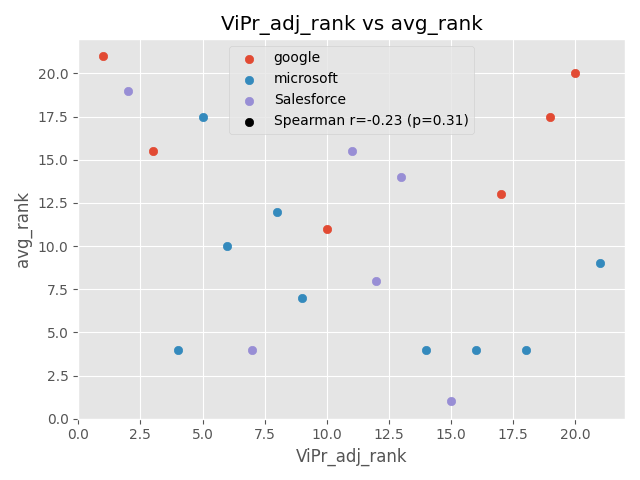 ViPr_adj_rank vs avg_rank
google
microsoft
Salesforce
Spearman r=-0.23 (p=0.31)
avg_rank
20.0
17.5
15.0
12.5
10.0
7.5
5.0
2.5
0.0
0.0 2.5 5.0 7.5 10.0 12.5 15.0 17.5 20.0
ViPr_adj_rank